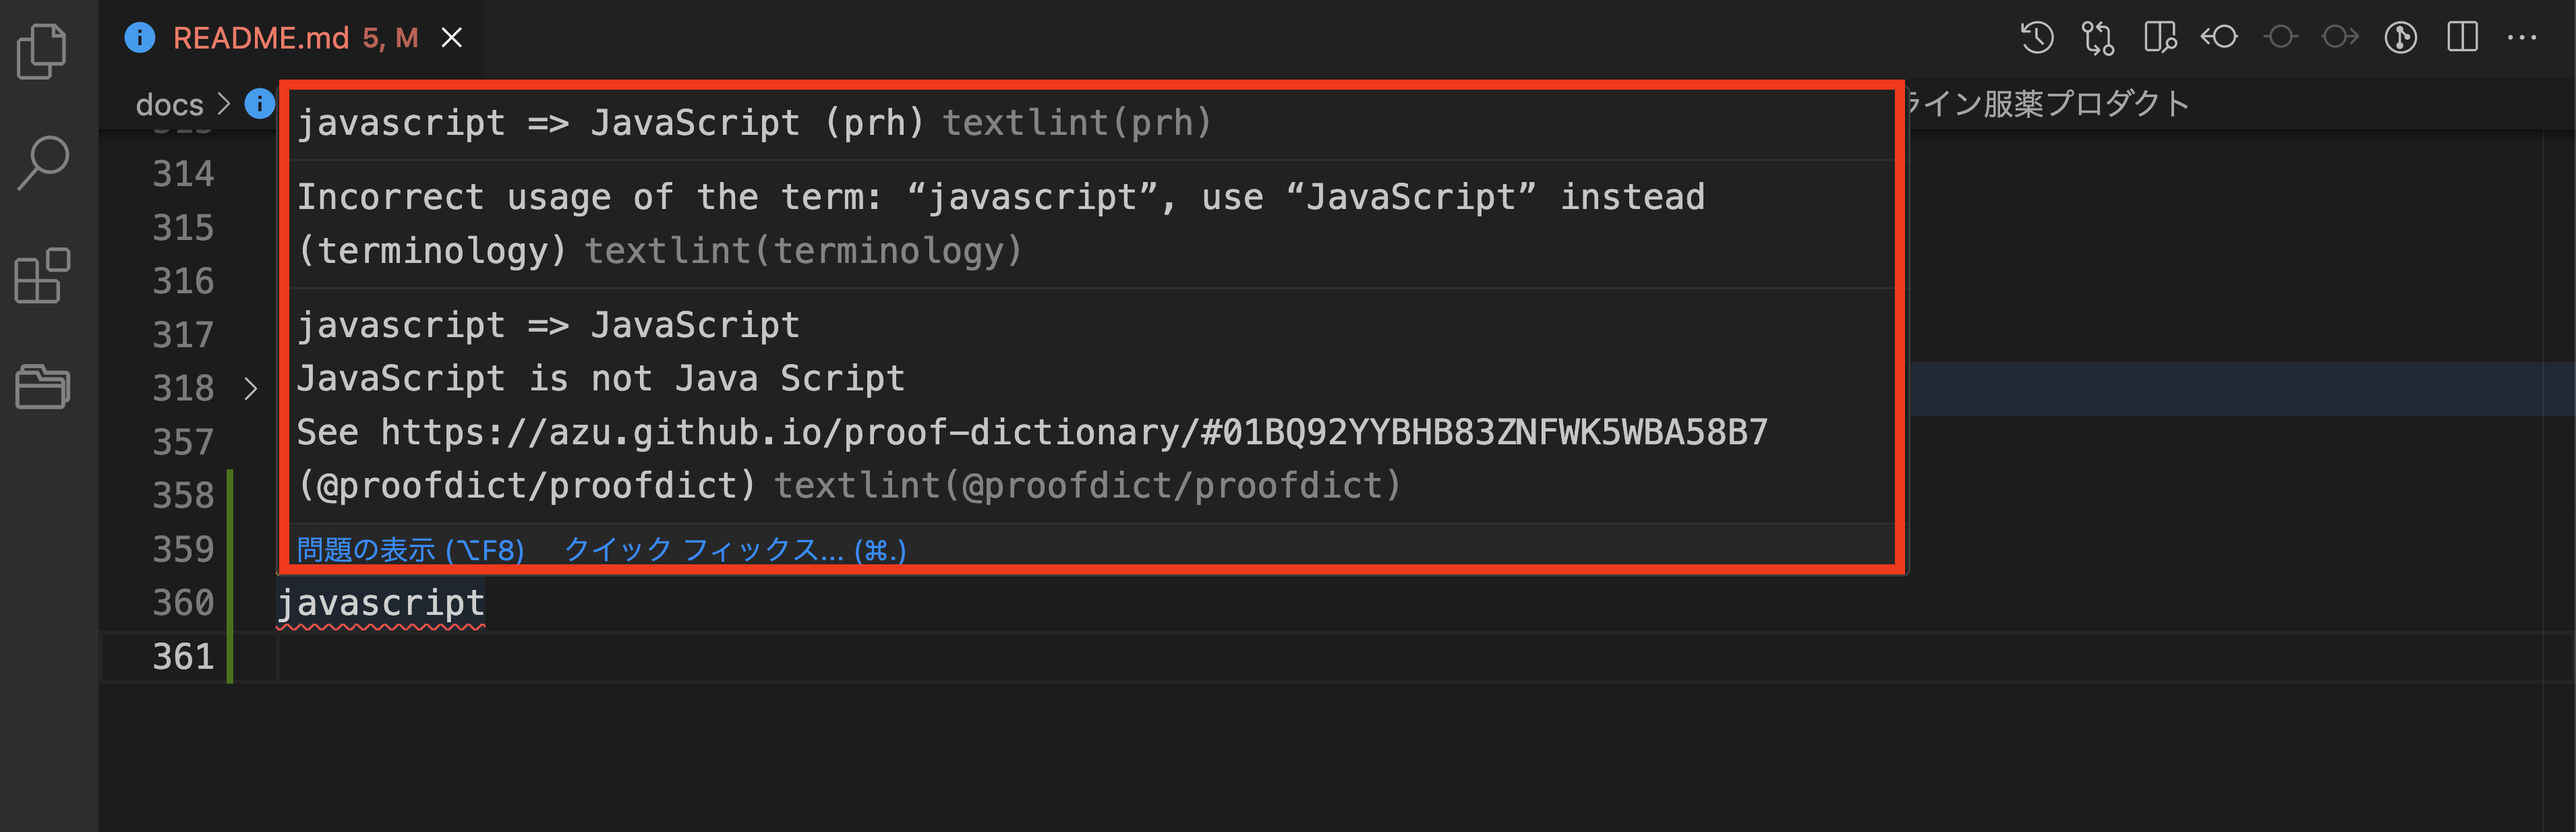 README.md 5, M
docs
ライン服薬プロダクト
javascript => JavaScript (prh) textlint(prh)
Incorrect usage of the term: “javascript”, use “JavaScript” instead
(terminology) textlint(terminology)
javascript => JavaScript
JavaScript is not Java Script
See https://azu.github.io/proof-dictionary/#01BQ92YYBHB83ZNFWK5WBA58B7
(@proofdict/proofdict) textlint(@proofdict/proofdict)
問題の表示 (⌥F8) クイック フィックス... (⌘.)
314
315
316
317
318
357
358
359
360 javascript
361